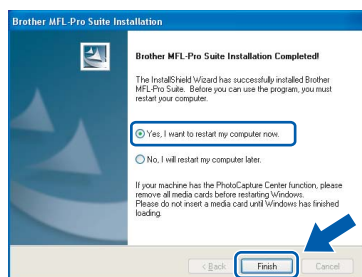 Brother MFL-Pro Suite Installation
Brother MFL-Pro Suite Installation Completed!
The InstallShield Wizard has successfully installed Brother
MFL-Pro Suite. Before you can use the program, you must
restart your computer.
Yes, I want to restart my computer now.
No, I will restart my computer later.
If your machine has the PhotoCapture Center function, please
remove all media cards before restarting Windows.
Please do not insert a media card until Windows has finished
loading.
< Back
Finish
Cancel